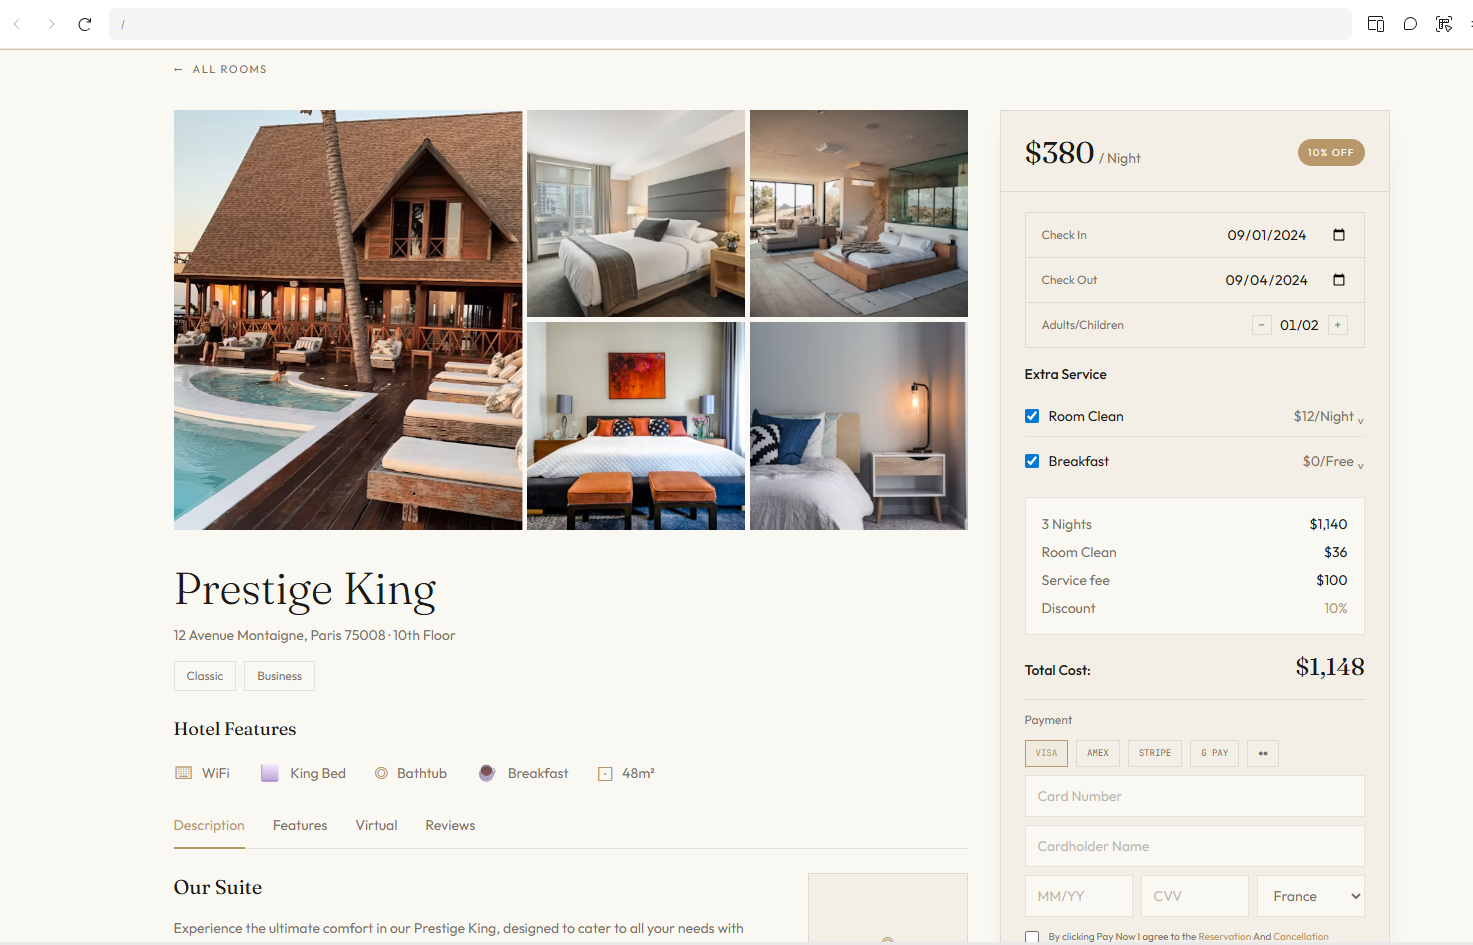 /
← ALL ROOMS
$380 / Night
10% OFF
Check In
09/01/2024
Check Out
09/04/2024
Adults/Children
− 01/02 +
Extra Service
Room Clean
$12/Night
Breakfast
$0/Free
3 Nights
$1,140
Room Clean
$36
Service fee
$100
Discount
10%
Total Cost:
$1,148
Payment
VISA
AMEX
STRIPE
G PAY
Card Number
Cardholder Name
MM/YY
CVV
France
By clicking Pay Now I agree to the Reservation And Cancellation
Prestige King
12 Avenue Montaigne, Paris 75008 · 10th Floor
Classic
Business
Hotel Features
WiFi
King Bed
Bathtub
Breakfast
48m²
Description
Features
Virtual
Reviews
Our Suite
Experience the ultimate comfort in our Prestige King, designed to cater to all your needs with